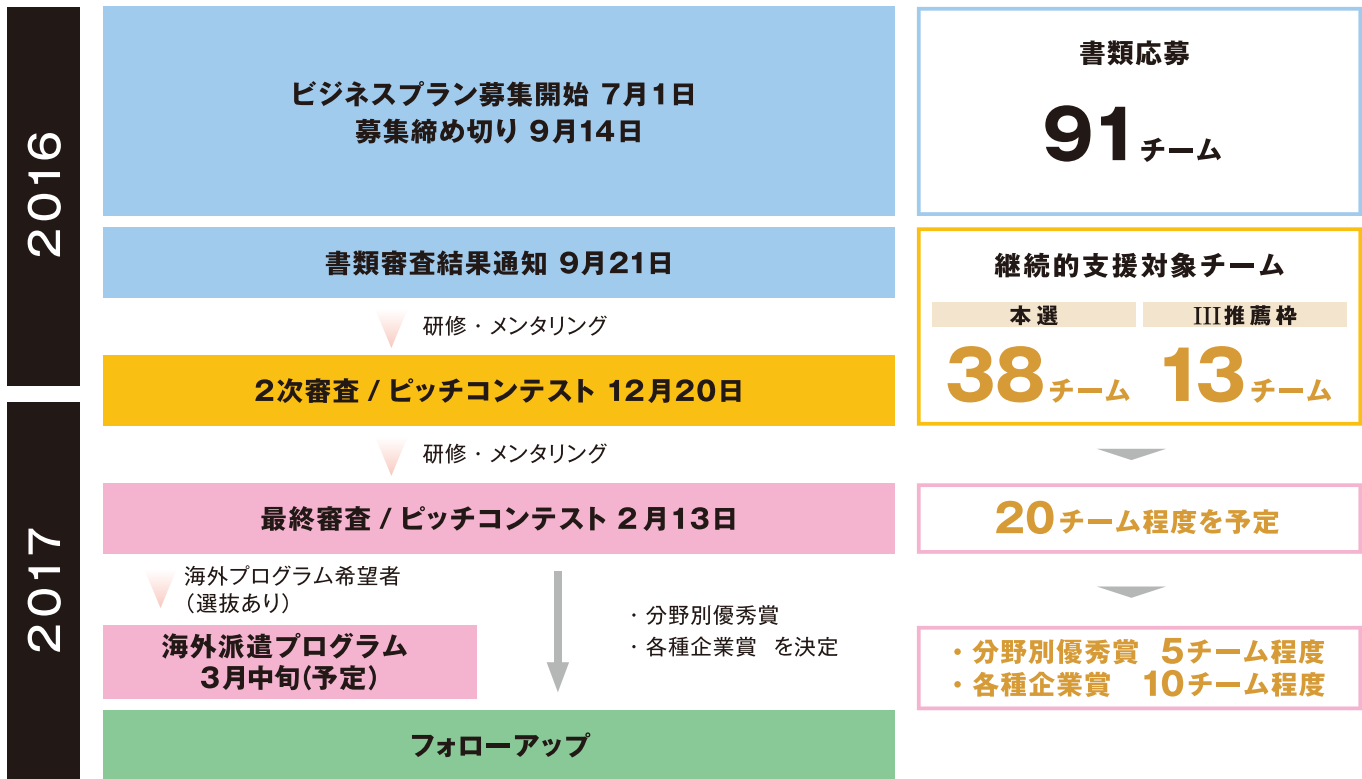 2016
ビジネスプラン募集開始 7月1日
募集締め切り 9月14日
書類応募
91チーム
書類審査結果通知 9月21日
研修・メンタリング
2次審査 / ピッチコンテスト 12月20日
継続的支援対象チーム
本選
38チーム
III推薦枠
13チーム
2017
研修・メンタリング
最終審査 / ピッチコンテスト 2月13日
20チーム程度を予定
海外プログラム希望者
（選抜あり）
海外派遣プログラム
3月中旬(予定)
・分野別優秀賞
・各種企業賞 を決定
・分野別優秀賞 5チーム程度
・各種企業賞 10チーム程度
フォローアップ